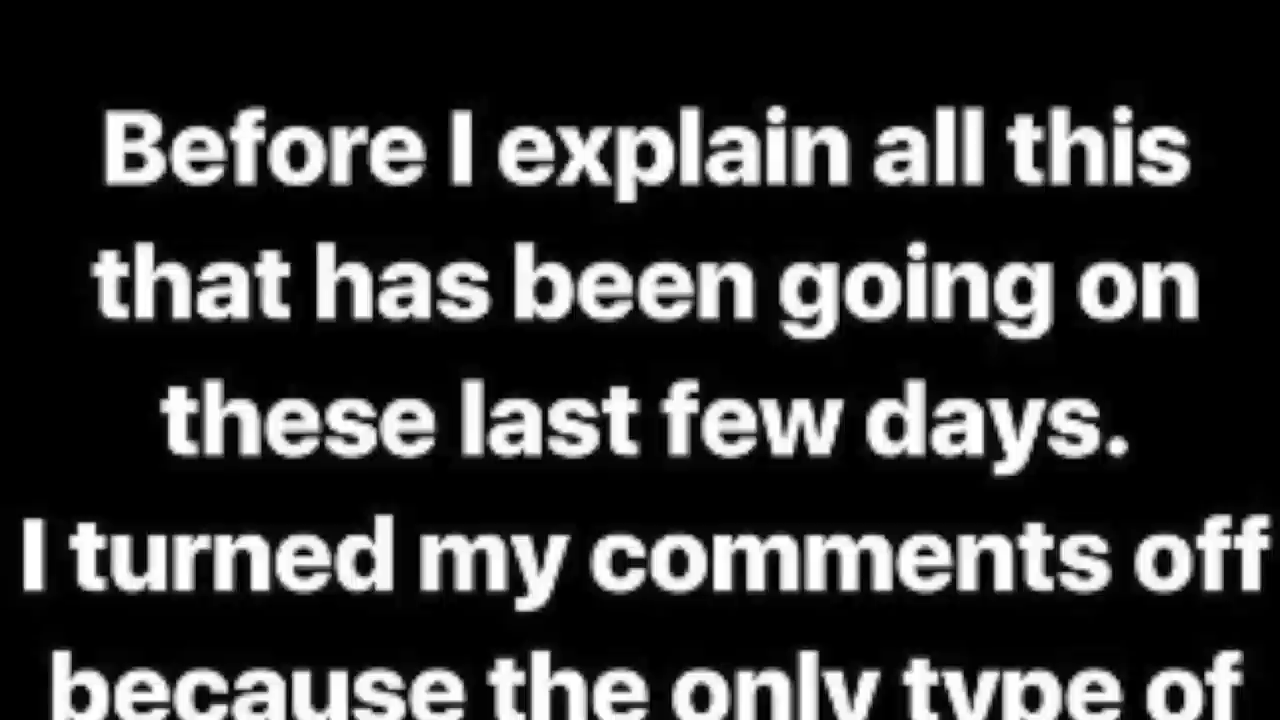 Before I explain all this
that has been going on
these last few days.
I turned my comments off
because the only type of